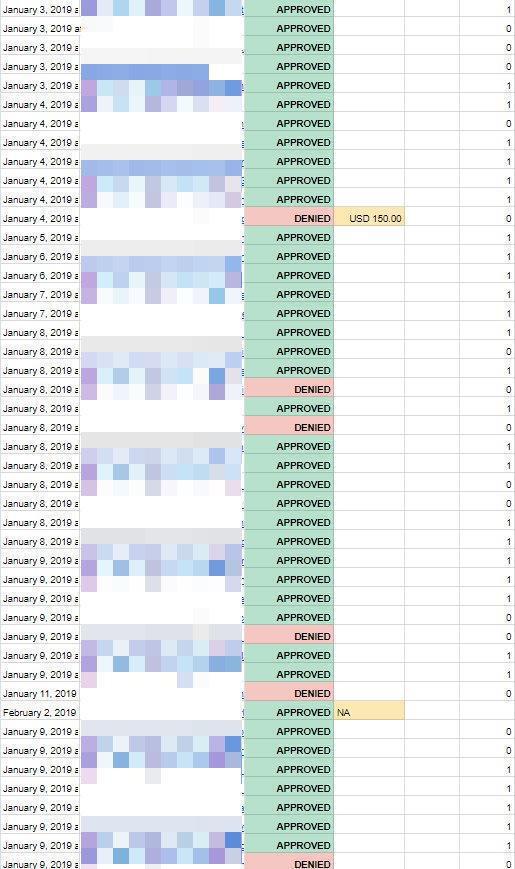 January 3, 2019 a APPROVED 1
January 3, 2019 at APPROVED 0
January 3, 2019 a APPROVED 0
January 3, 2019 a APPROVED 0
January 3, 2019 a APPROVED 1
January 4, 2019 a APPROVED 1
January 4, 2019 a APPROVED 0
January 4, 2019 a APPROVED 1
January 4, 2019 a APPROVED 1
January 4, 2019 a APPROVED 1
January 4, 2019 a APPROVED 1
January 4, 2019 a DENIED USD 150.00 0
January 5, 2019 a APPROVED 1
January 6, 2019 a APPROVED 1
January 6, 2019 a APPROVED 1
January 7, 2019 a APPROVED 1
January 7, 2019 a APPROVED 1
January 8, 2019 a APPROVED 1
January 8, 2019 a APPROVED 0
January 8, 2019 a APPROVED 1
January 8, 2019 a DENIED 0
January 8, 2019 a APPROVED 1
January 8, 2019 a DENIED 0
January 8, 2019 a APPROVED 1
January 8, 2019 a APPROVED 1
January 8, 2019 a APPROVED 0
January 8, 2019 a APPROVED 0
January 8, 2019 a APPROVED 1
January 8, 2019 a APPROVED 1
January 9, 2019 a APPROVED 1
January 9, 2019 a APPROVED 1
January 9, 2019 a APPROVED 1
January 9, 2019 a APPROVED 0
January 9, 2019 a DENIED 0
January 9, 2019 a APPROVED 1
January 9, 2019 a APPROVED 1
January 11, 2019 DENIED 0
February 2, 2019 APPROVED NA
January 9, 2019 a APPROVED 0
January 9, 2019 a APPROVED 0
January 9, 2019 a APPROVED 1
January 9, 2019 a APPROVED 1
January 9, 2019 a APPROVED 1
January 9, 2019 a APPROVED 1
January 9, 2019 a APPROVED 1
January 9, 2019 a DENIED 0